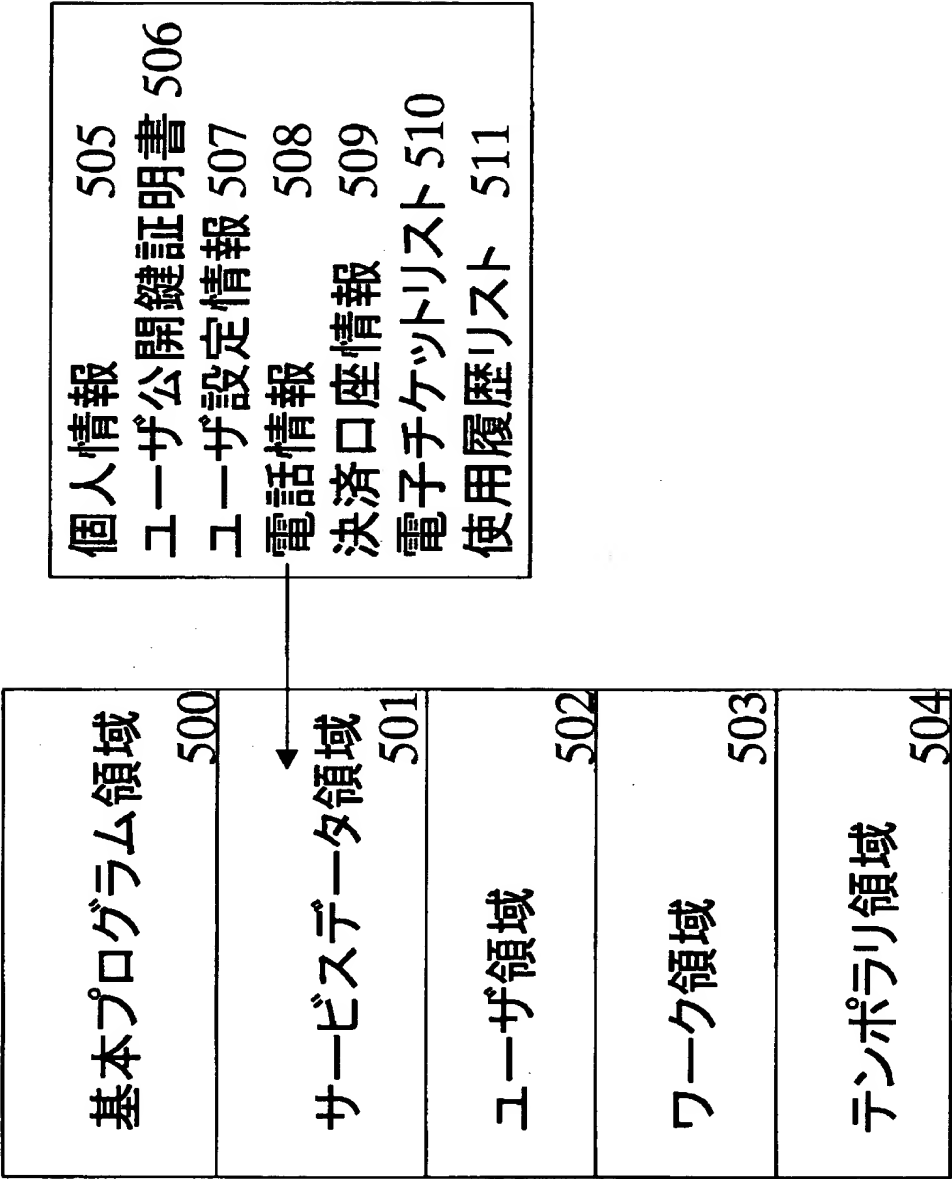 基本プログラム領域
500
サービスデータ領域
501
ユーザ領域
502
ワーク領域
503
テンポラリ領域
504
個人情報 505
ユーザ公開鍵証明書 506
ユーザ設定情報 507
電話情報 508
決済口座情報 509
電子チケットリスト 510
使用履歴リスト 511